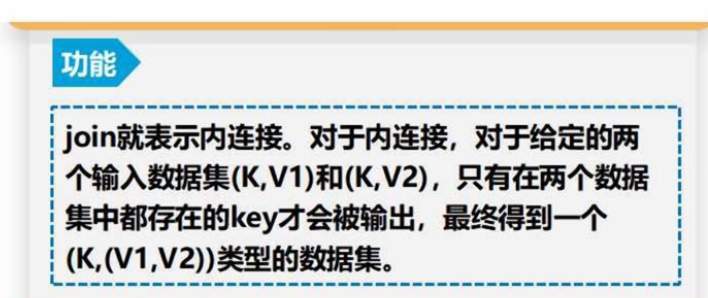 功能
join就表示内连接。对于内连接，对于给定的两
个输入数据集(K,V1)和(K,V2)，只有在两个数据
集中都存在的key才会被输出，最终得到一个
(K,(V1,V2))类型的数据集。